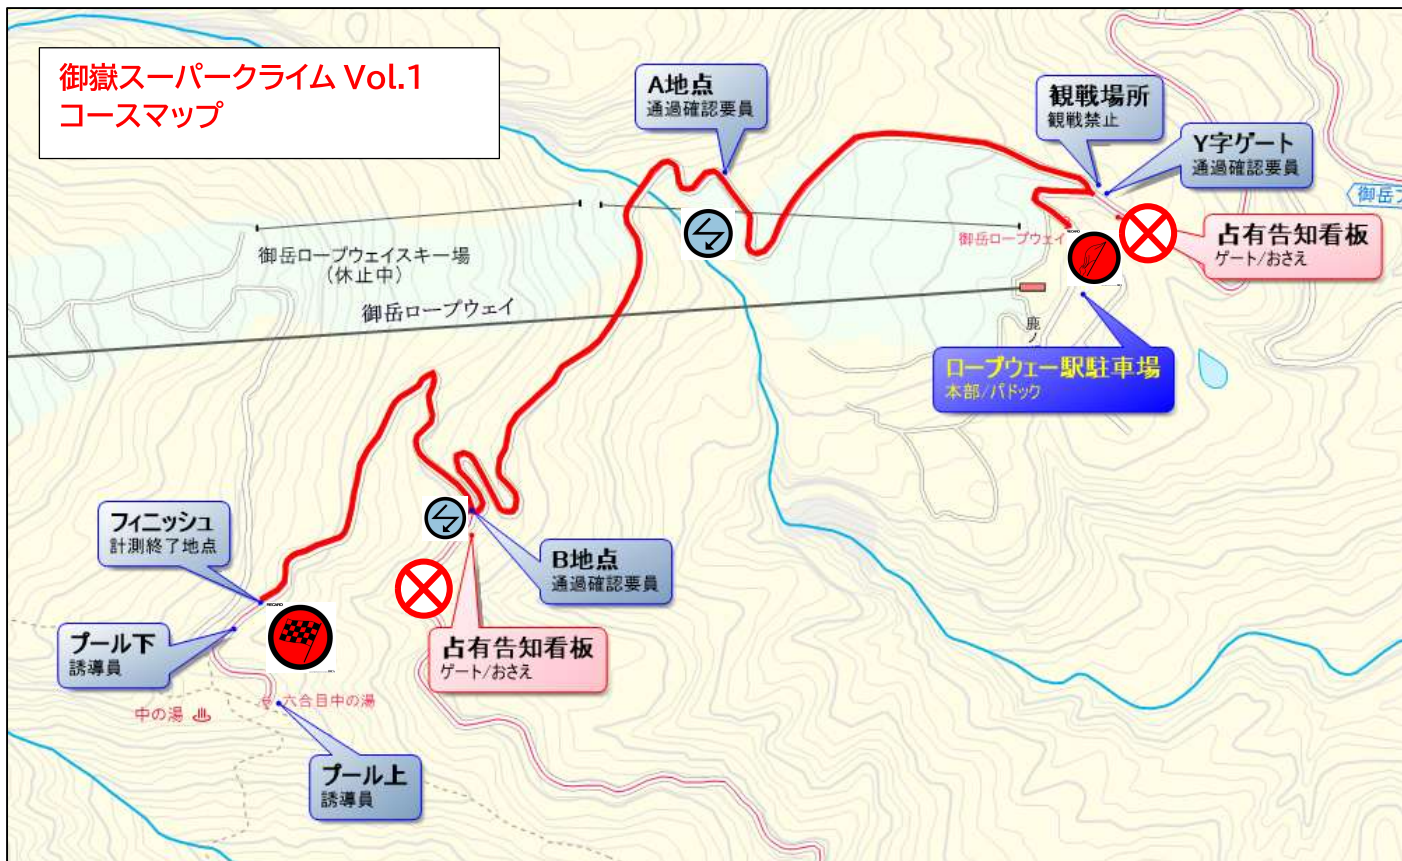 御嶽スーパークライム Vol.1
コースマップ
A地点
通過確認要員
観戦場所
観戦禁止
Y字ゲート
通過確認要員
占有告知看板
ゲート/おさえ
御岳ロープウェイスキー場
(休止中)
御岳ロープウェイ
御岳ロープウェイ
ロープウェー駅駐車場
本部/パドック
フィニッシュ
計測終了地点
B地点
通過確認要員
プール下
誘導員
占有告知看板
ゲート/おさえ
六合目中の湯
中の湯
プール上
誘導員